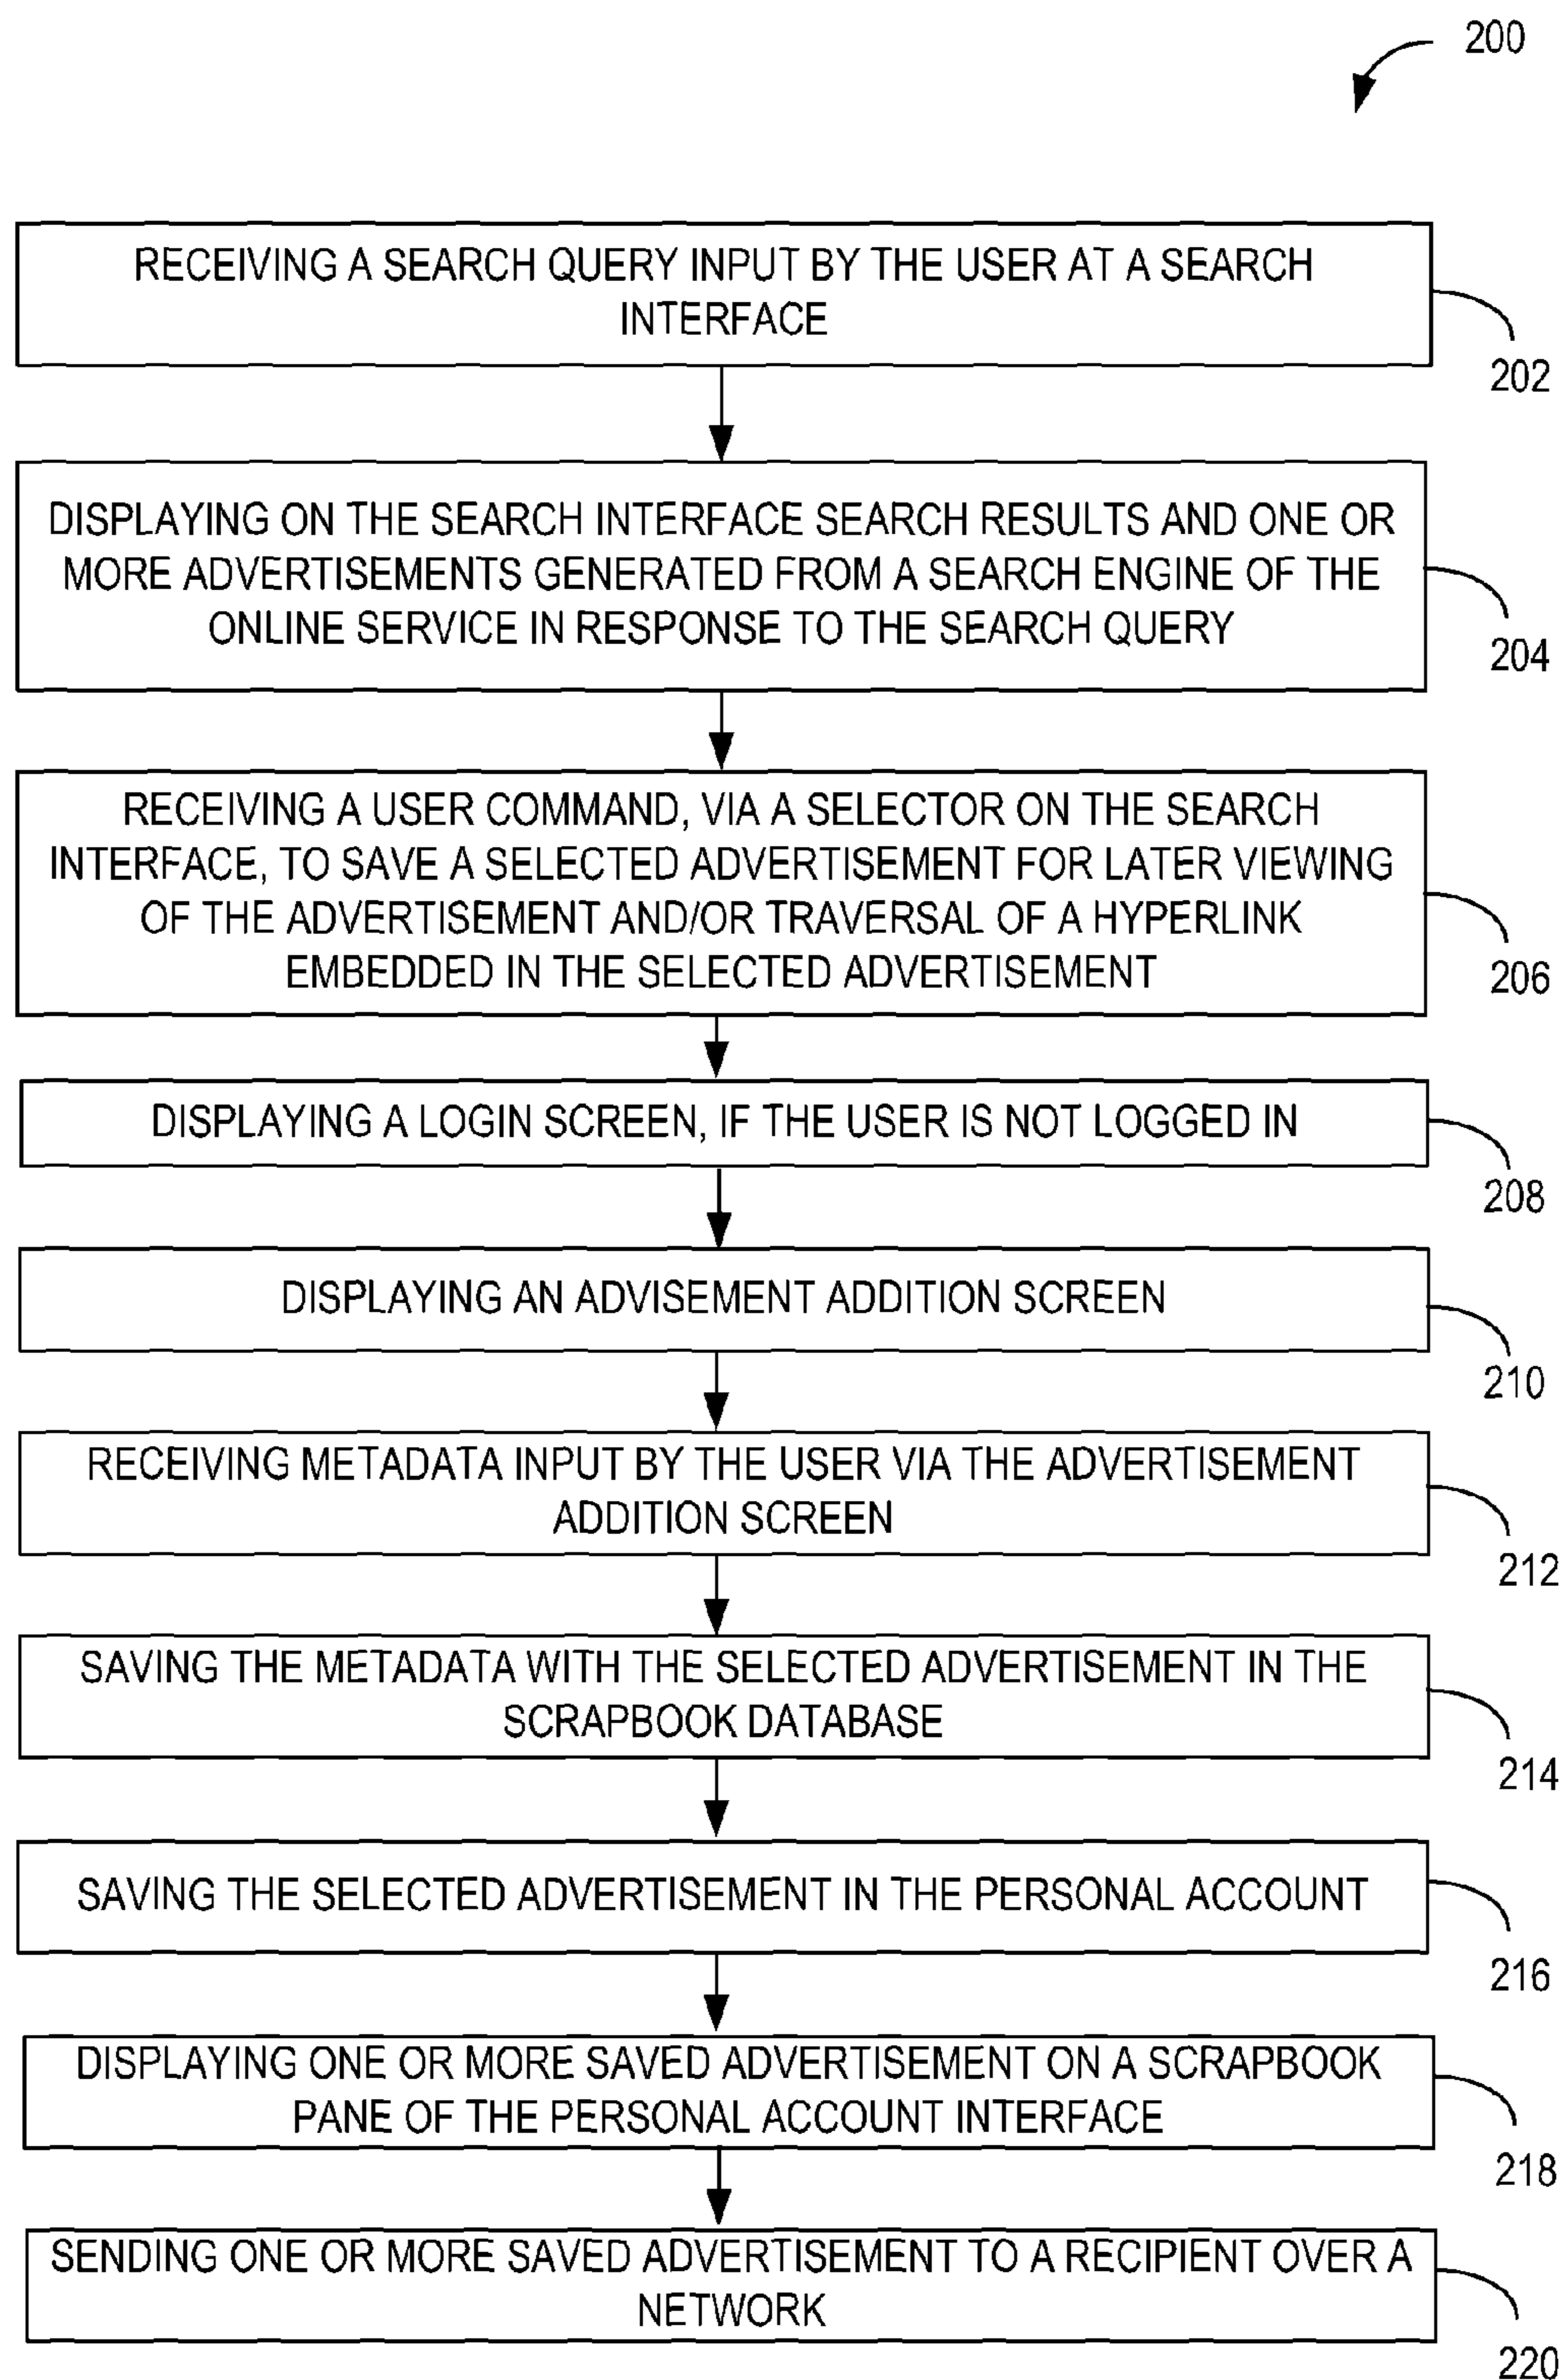 200
RECEIVING A SEARCH QUERY INPUT BY THE USER AT A SEARCH
INTERFACE
202
DISPLAYING ON THE SEARCH INTERFACE SEARCH RESULTS AND ONE OR
MORE ADVERTISEMENTS GENERATED FROM A SEARCH ENGINE OF THE
ONLINE SERVICE IN RESPONSE TO THE SEARCH QUERY
204
RECEIVING A USER COMMAND, VIA A SELECTOR ON THE SEARCH
INTERFACE, TO SAVE A SELECTED ADVERTISEMENT FOR LATER VIEWING
OF THE ADVERTISEMENT AND/OR TRAVERSAL OF A HYPERLINK
EMBEDDED IN THE SELECTED ADVERTISEMENT
206
DISPLAYING A LOGIN SCREEN, IF THE USER IS NOT LOGGED IN
208
DISPLAYING AN ADVISEMENT ADDITION SCREEN
210
RECEIVING METADATA INPUT BY THE USER VIA THE ADVERTISEMENT
ADDITION SCREEN
212
SAVING THE METADATA WITH THE SELECTED ADVERTISEMENT IN THE
SCRAPBOOK DATABASE
214
SAVING THE SELECTED ADVERTISEMENT IN THE PERSONAL ACCOUNT
216
DISPLAYING ONE OR MORE SAVED ADVERTISEMENT ON A SCRAPBOOK
PANE OF THE PERSONAL ACCOUNT INTERFACE
218
SENDING ONE OR MORE SAVED ADVERTISEMENT TO A RECIPIENT OVER A
NETWORK
220